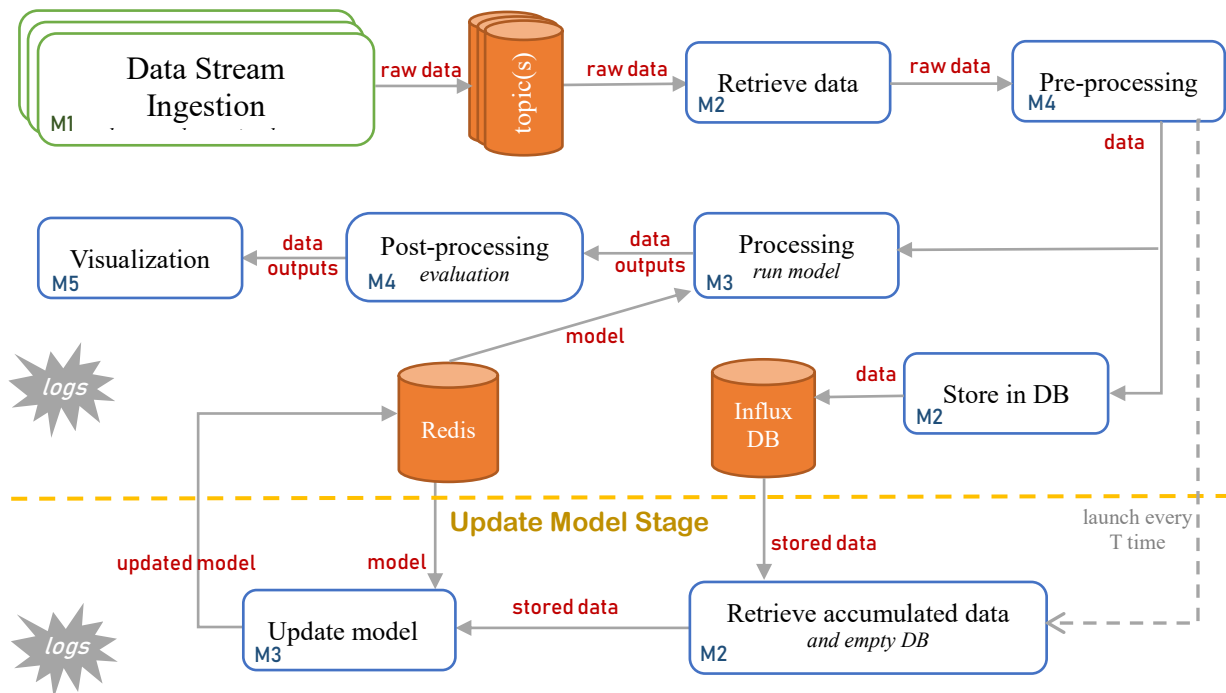 Data Stream
Ingestion
M1
raw data
topic(s)
raw data
Retrieve data
M2
raw data
Pre-processing
M4
data
Visualization
M5
data
outputs
Post-processing
evaluation
M4
data
outputs
Processing
run model
M3
model
logs
Redis
Influx
DB
data
Store in DB
M2
Update Model Stage
launch every
T time
updated model
model
stored data
logs
Update model
M3
stored data
Retrieve accumulated data
and empty DB
M2